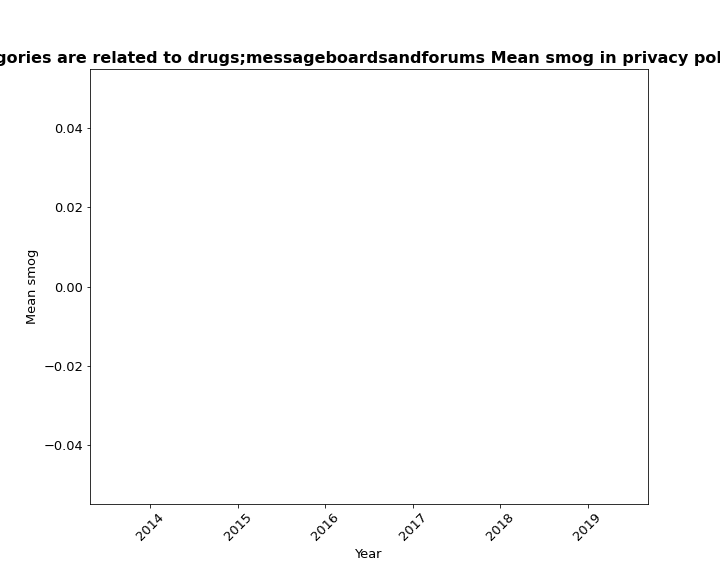 gories are related to drugs;messageboardsandforums Mean smog in privacy pol
0.04
0.02
0.00
−0.02
−0.04
Mean smog
2014 2015 2016 2017 2018 2019
Year